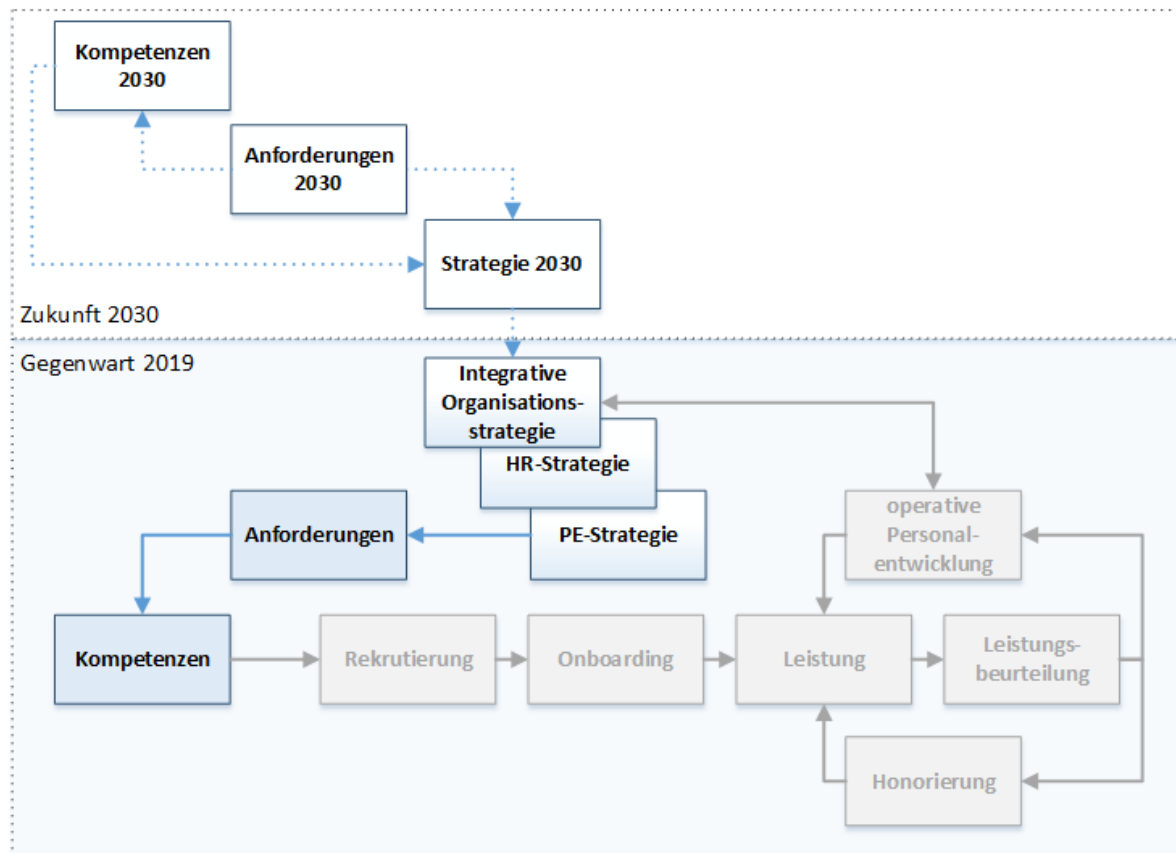 Kompetenzen
2030
Anforderungen
2030
Strategie 2030
Zukunft 2030
Gegenwart 2019
Integrative
Organisations-
strategie
HR-Strategie
PE-Strategie
Anforderungen
operative
Personal-
entwicklung
Kompetenzen
Rekrutierung
Onboarding
Leistung
Leistungs-
beurteilung
Honorierung